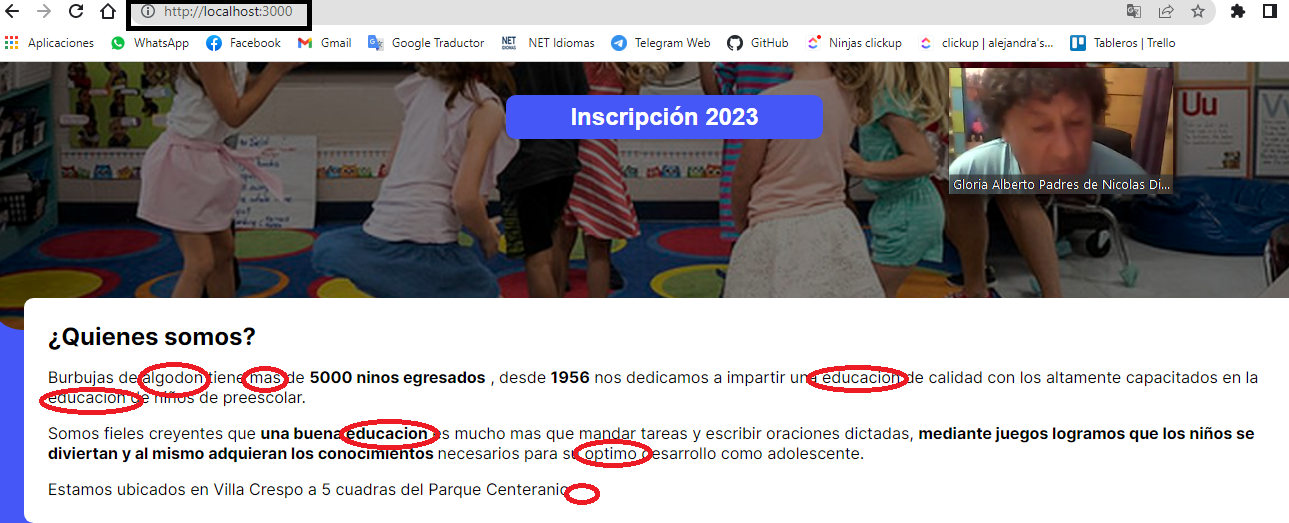 http://localhost:3000
Aplicaciones WhatsApp Facebook Gmail Google Traductor NET Idiomas Telegram Web GitHub Ninjas clickup clickup | alejandra's... Tableros | Trello
Inscripción 2023
Uu
Gloria Alberto Padres de Nicolas Di...
¿Quienes somos?
Burbujas de algodon tiene mas de 5000 ninos egresados , desde 1956 nos dedicamos a impartir una educacion de calidad con los altamente capacitados en la
educacion de niños de preescolar.
Somos fieles creyentes que una buena educacion es mucho mas que mandar tareas y escribir oraciones dictadas, mediante juegos logramos que los niños se
diviertan y al mismo adquieran los conocimientos necesarios para su optimo desarrollo como adolescente.
Estamos ubicados en Villa Crespo a 5 cuadras del Parque Centeranio